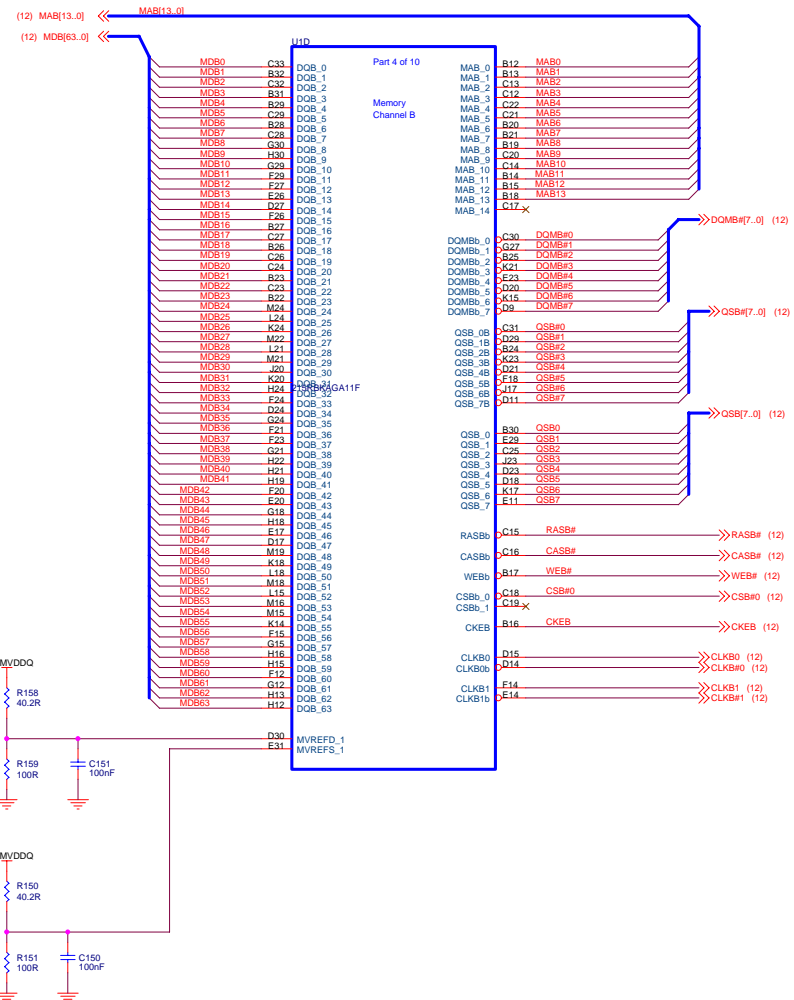 (12) MAB[13..0] MAB[13..0]
(12) MDB[63..0]
U1D
Part 4 of 10
Memory
Channel B
MDB0 C33 DQB_0
MDB1 B32 DQB_1
MDB2 C32 DQB_2
MDB3 B31 DQB_3
MDB4 B29 DQB_4
MDB5 C29 DQB_5
MDB6 B28 DQB_6
MDB7 C28 DQB_7
MDB8 G30 DQB_8
MDB9 H30 DQB_9
MDB10 G29 DQB_10
MDB11 F29 DQB_11
MDB12 F27 DQB_12
MDB13 E26 DQB_13
MDB14 D27 DQB_14
MDB15 F26 DQB_15
MDB16 B27 DQB_16
MDB17 C27 DQB_17
MDB18 B26 DQB_18
MDB19 C26 DQB_19
MDB20 C24 DQB_20
MDB21 B23 DQB_21
MDB22 C23 DQB_22
MDB23 B22 DQB_23
MDB24 M24 DQB_24
MDB25 L24 DQB_25
MDB26 K24 DQB_26
MDB27 M22 DQB_27
MDB28 L21 DQB_28
MDB29 M21 DQB_29
MDB30 J20 DQB_30
MDB31 K20 DQB_31
MDB32 H24 DQB_32
MDB33 F24 DQB_33
MDB34 D24 DQB_34
MDB35 G24 DQB_35
MDB36 F21 DQB_36
MDB37 F23 DQB_37
MDB38 G21 DQB_38
MDB39 H22 DQB_39
MDB40 H21 DQB_40
MDB41 H19 DQB_41
MDB42 F20 DQB_42
MDB43 E20 DQB_43
MDB44 G18 DQB_44
MDB45 H18 DQB_45
MDB46 E17 DQB_46
MDB47 D17 DQB_47
MDB48 M19 DQB_48
MDB49 K18 DQB_49
MDB50 L18 DQB_50
MDB51 M18 DQB_51
MDB52 L15 DQB_52
MDB53 M16 DQB_53
MDB54 M15 DQB_54
MDB55 K14 DQB_55
MDB56 F15 DQB_56
MDB57 G15 DQB_57
MDB58 H16 DQB_58
MDB59 H15 DQB_59
MDB60 F12 DQB_60
MDB61 G12 DQB_61
MDB62 H13 DQB_62
MDB63 H12 DQB_63
D30 MVREFD_1
E31 MVREFS_1
MAB_0 B12 MAB0
MAB_1 B13 MAB1
MAB_2 C13 MAB2
MAB_3 C12 MAB3
MAB_4 C22 MAB4
MAB_5 C21 MAB5
MAB_6 B20 MAB6
MAB_7 B21 MAB7
MAB_8 B19 MAB8
MAB_9 C20 MAB9
MAB_10 C14 MAB10
MAB_11 B14 MAB11
MAB_12 B15 MAB12
MAB_13 B18 MAB13
MAB_14 C17
DQMB#[7..0] (12)
DQMBb_0 C30 DQMB#0
DQMBb_1 G27 DQMB#1
DQMBb_2 B25 DQMB#2
DQMBb_3 K21 DQMB#3
DQMBb_4 E23 DQMB#4
DQMBb_5 D20 DQMB#5
DQMBb_6 K15 DQMB#6
DQMBb_7 D9 DQMB#7
QSB#[7..0] (12)
QSB_0B C31 QSB#0
QSB_1B D29 QSB#1
QSB_2B B24 QSB#2
QSB_3B K23 QSB#3
QSB_4B D21 QSB#4
QSB_5B F18 QSB#5
QSB_6B J17 QSB#6
QSB_7B D11 QSB#7
QSB[7..0] (12)
QSB_0 B30 QSB0
QSB_1 E29 QSB1
QSB_2 C25 QSB2
QSB_3 J23 QSB3
QSB_4 D23 QSB4
QSB_5 D18 QSB5
QSB_6 K17 QSB6
QSB_7 E11 QSB7
RASBb C15 RASB# RASB# (12)
CASBb C16 CASB# CASB# (12)
WEBb B17 WEB# WEB# (12)
CSBb_0 C18 CSB#0 CSB#0 (12)
CSBb_1 C19
CKEB B16 CKEB CKEB (12)
CLKB0 D15 CLKB0 (12)
CLKB0b D14 CLKB#0 (12)
CLKB1 F14 CLKB1 (12)
CLKB1b E14 CLKB#1 (12)
MVDDQ
R158
40.2R
R159
100R
C151
100nF
MVDDQ
R150
40.2R
R151
100R
C150
100nF